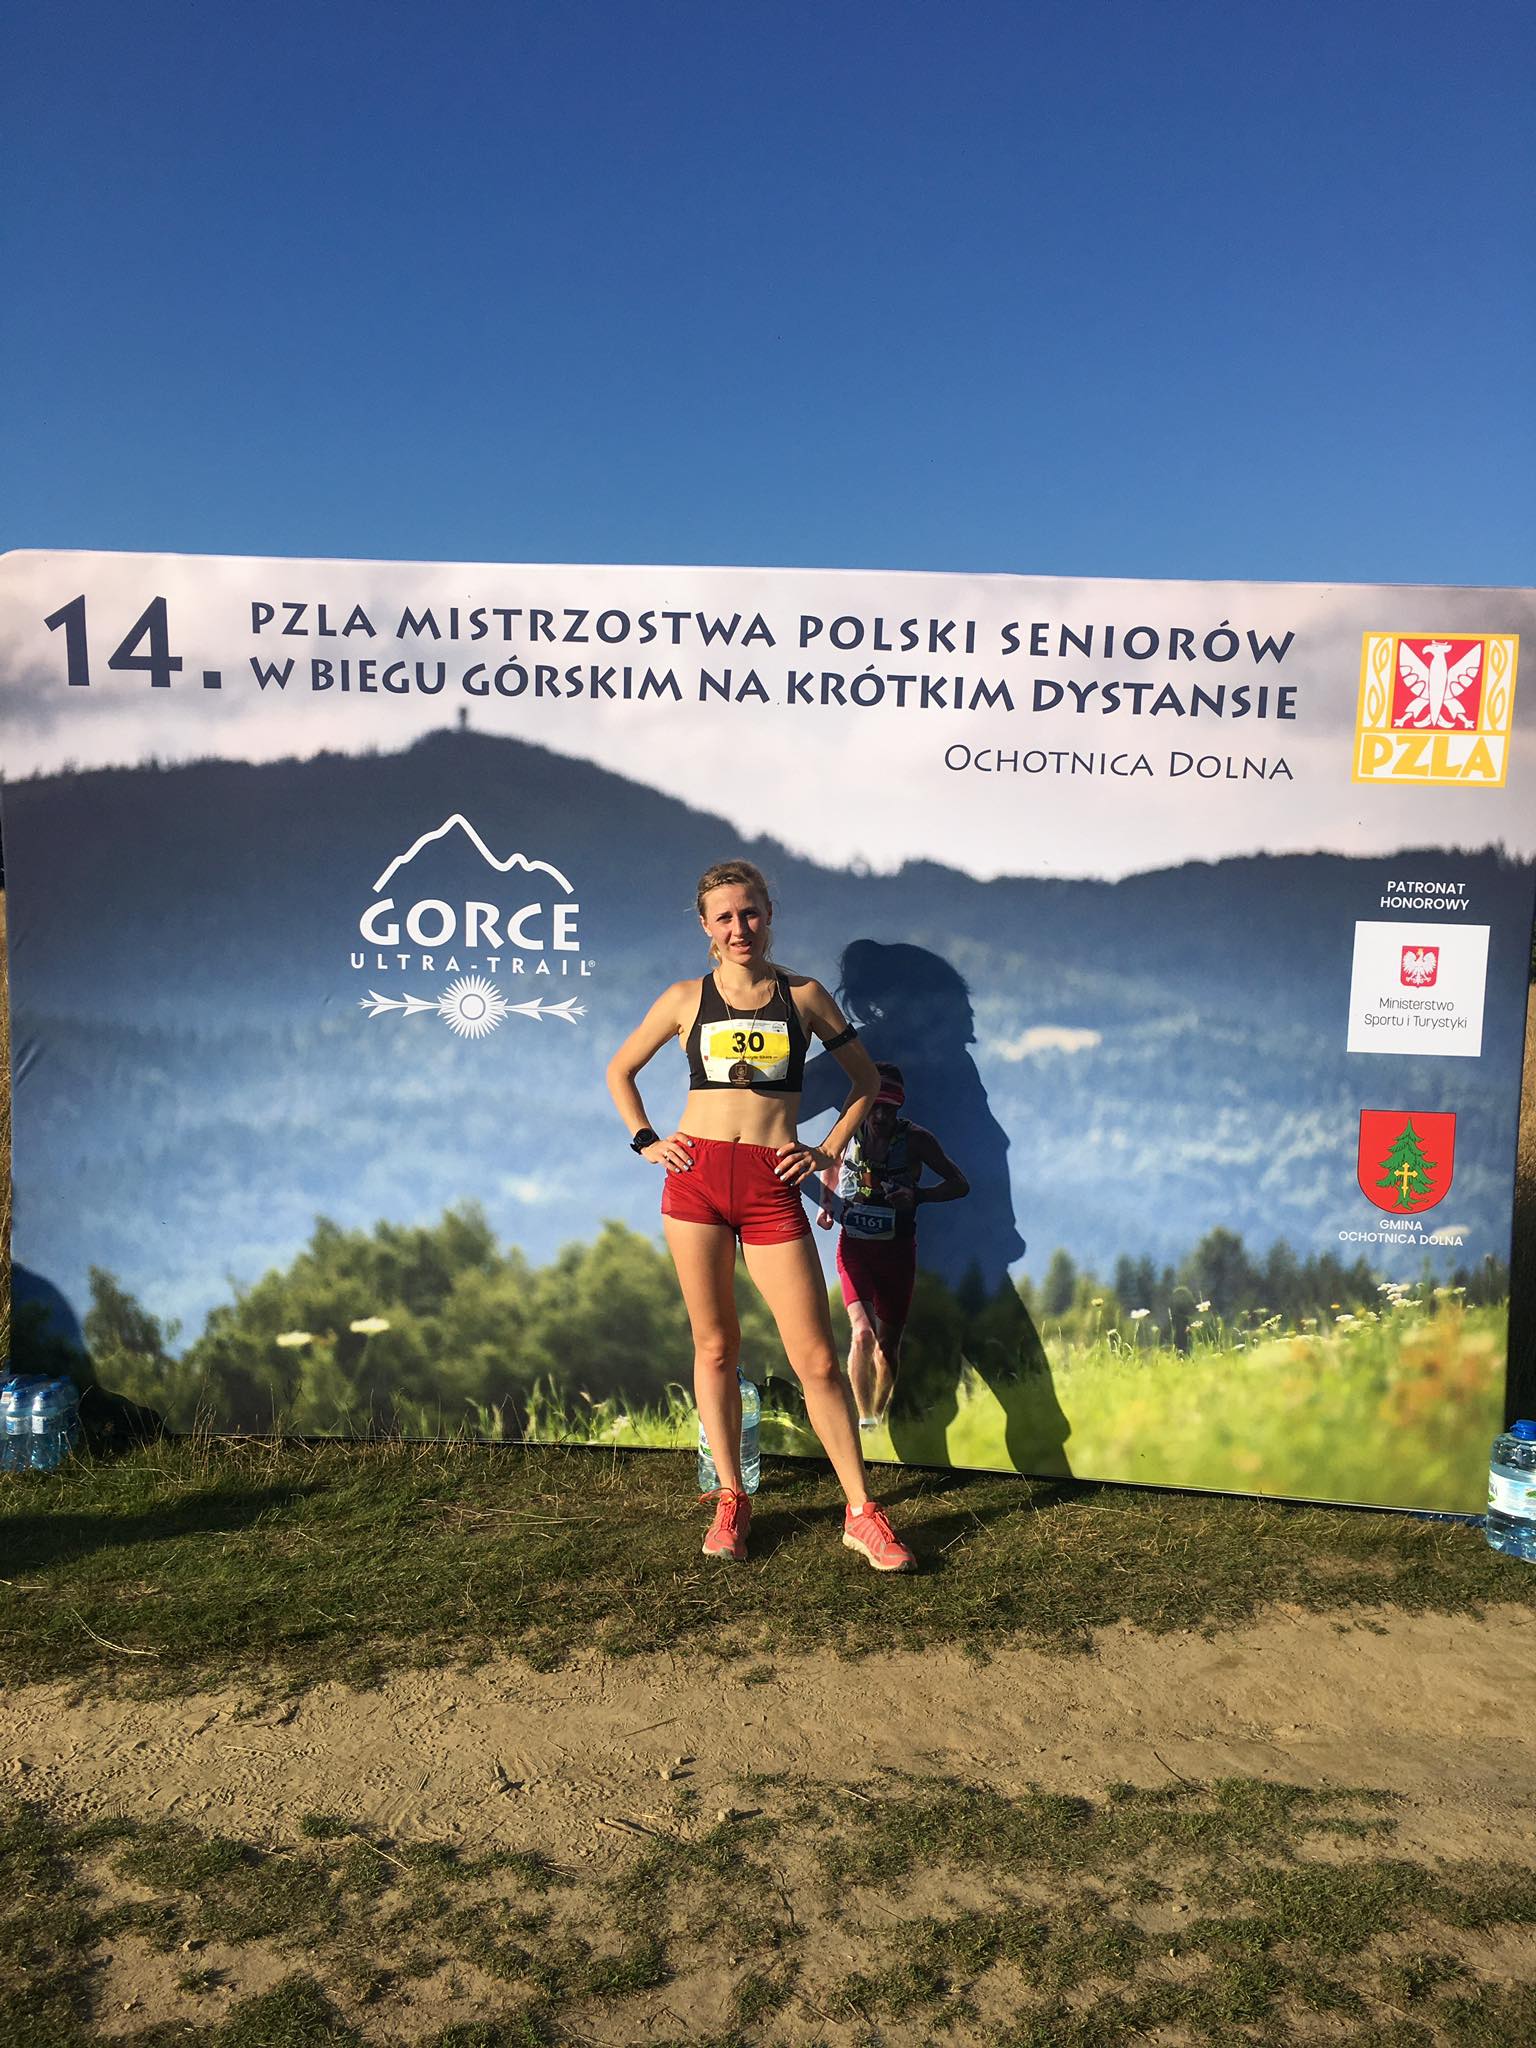 14. PZLA MISTRZOSTWA POLSKI SENIORÓW
W BIEGU GÓRSKIM NA KRÓTKIM DYSTANSIE
OCHOTNICA DOLNA
PZLA
GORCE
ULTRA-TRAIL®
PATRONAT
HONOROWY
Ministerstwo
Sportu i Turystyki
GMINA
OCHOTNICA DOLNA
30
1161